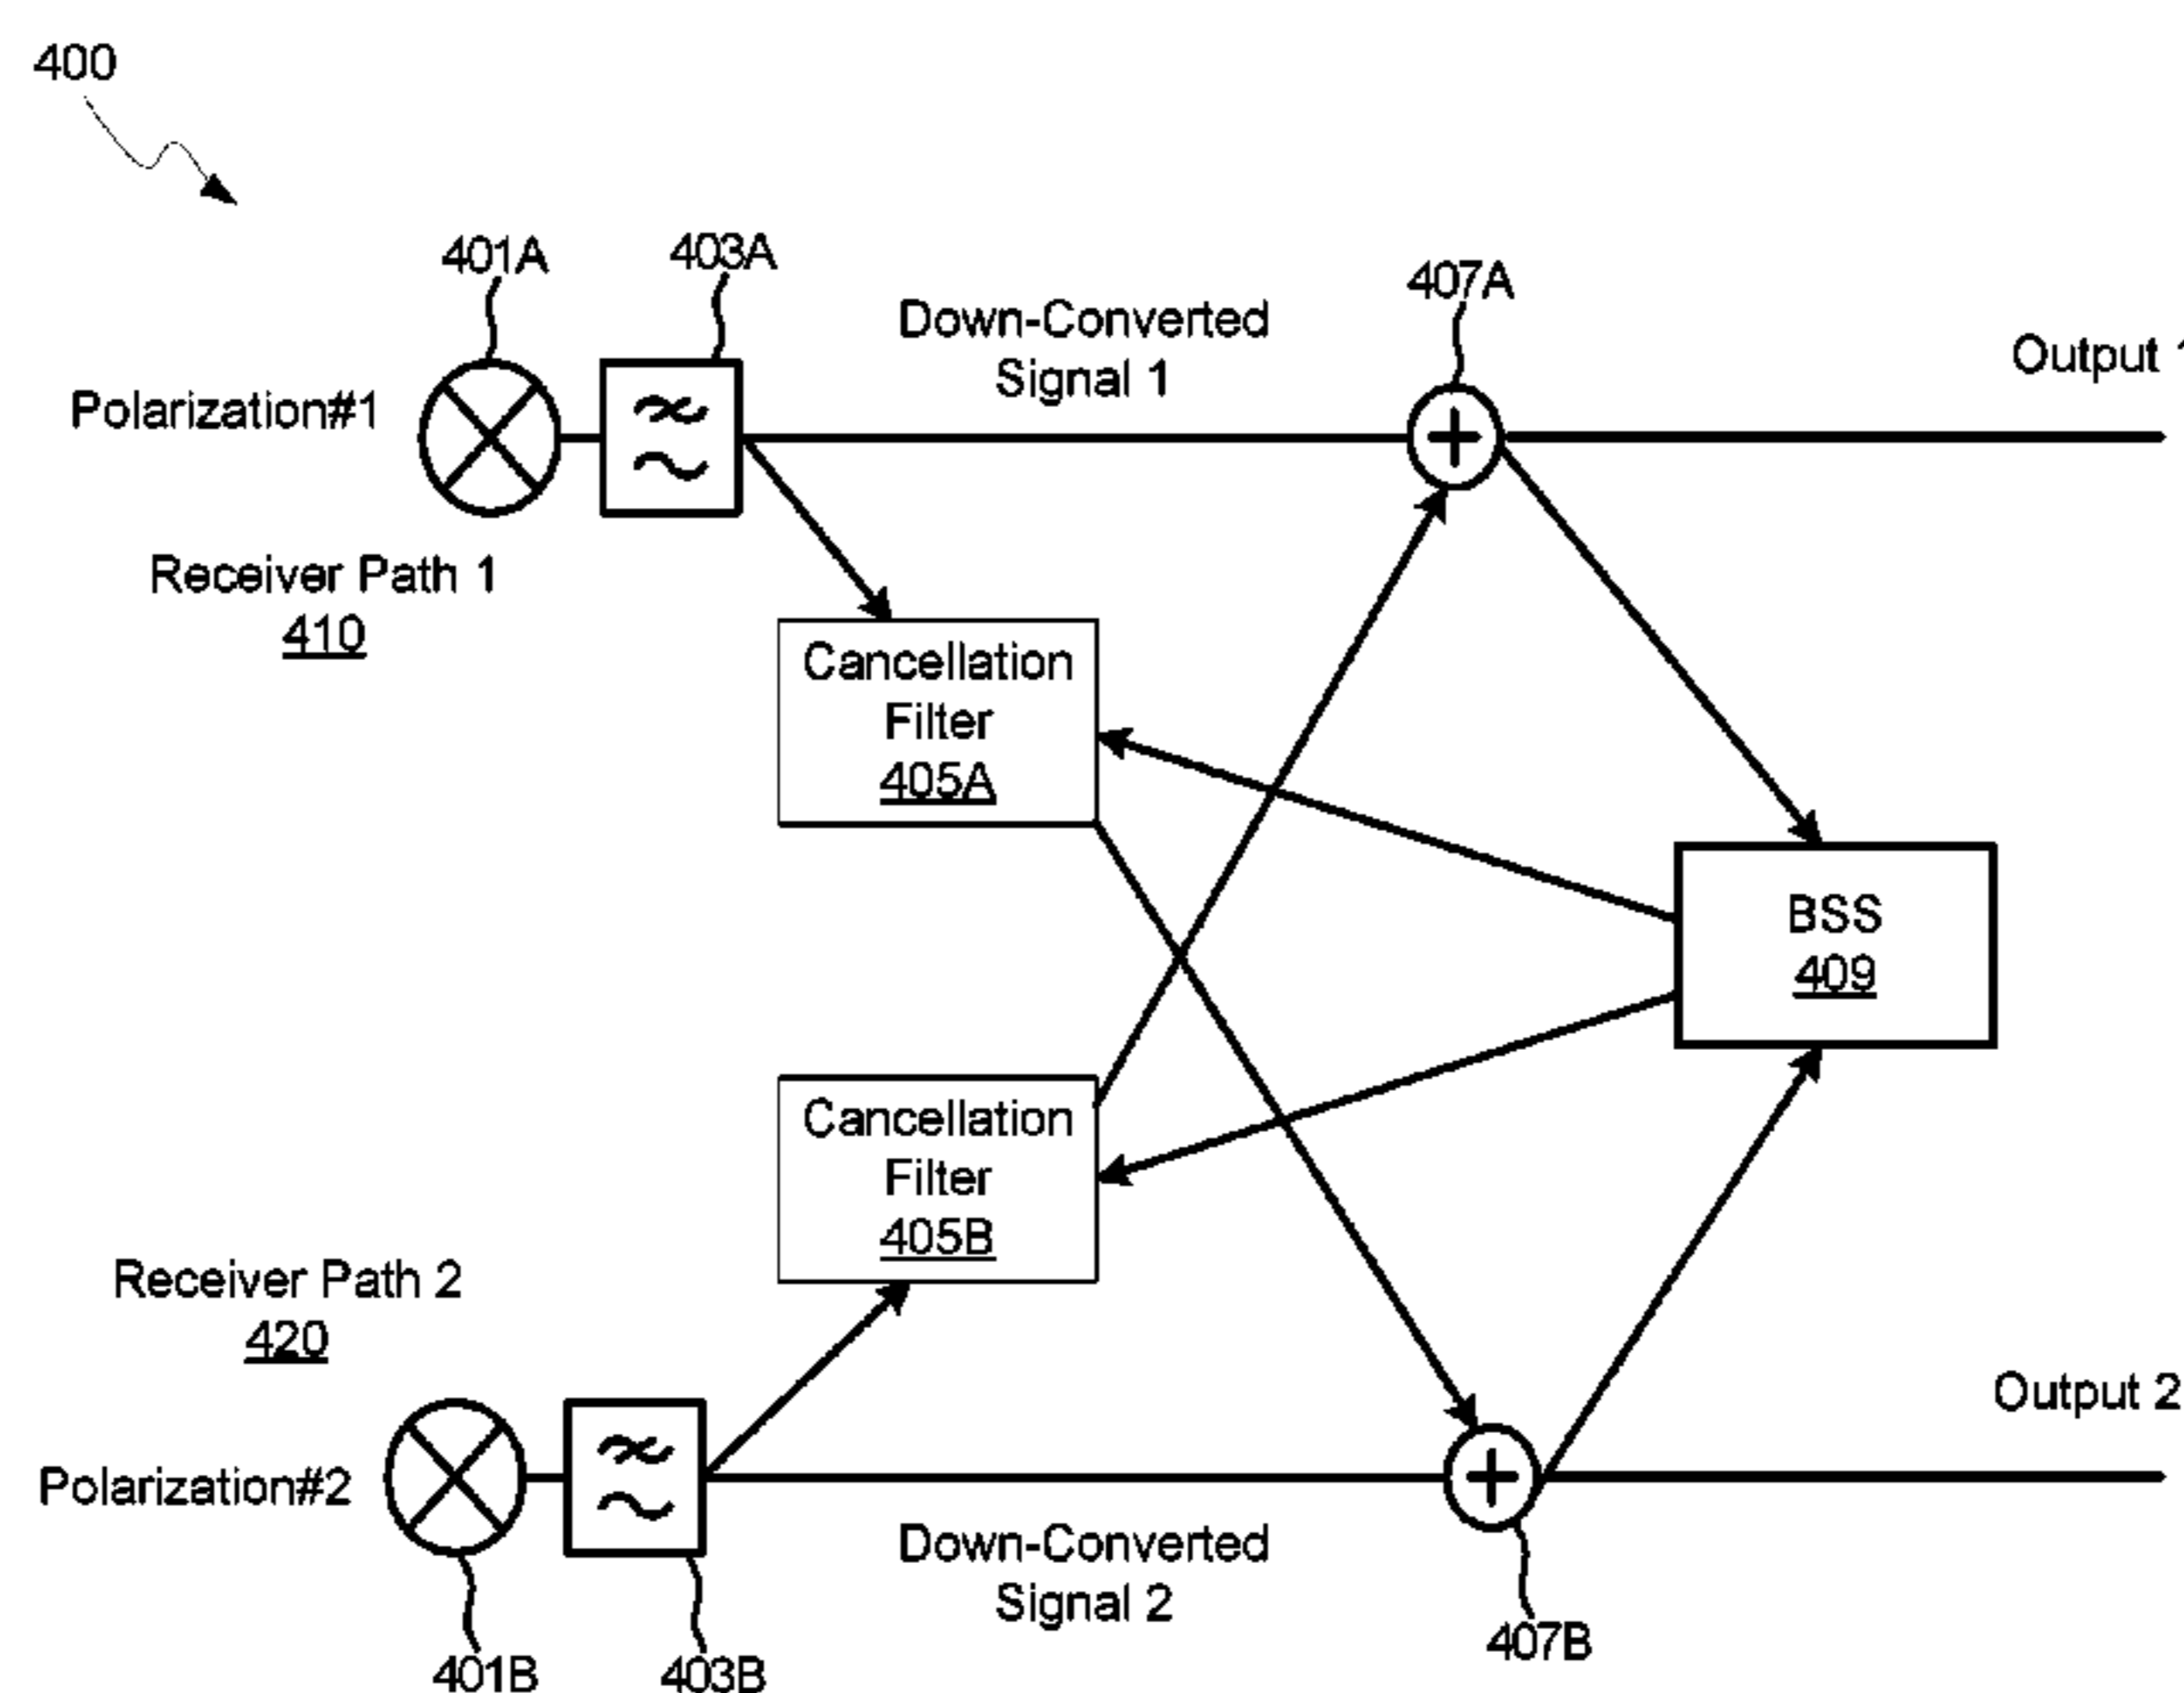 400
401A
403A
407A
Down-Converted
Signal 1
Output 1
Polarization#1
Receiver Path 1
410
Cancellation
Filter
405A
BSS
409
Cancellation
Filter
405B
Receiver Path 2
420
Output 2
Polarization#2
Down-Converted
Signal 2
401B
403B
407B